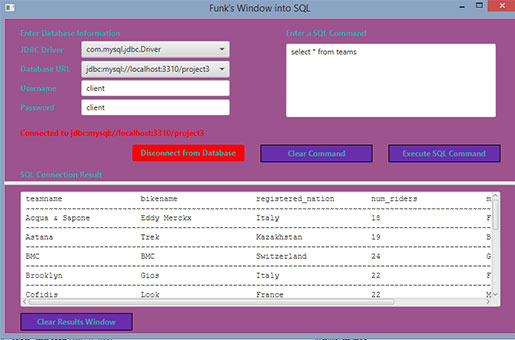 Funk's Window into SQL
Enter Database Information
Enter a SQL Command
JDBC Driver com.mysql.jdbc.Driver
select * from teams
Database URL jdbc:mysql://localhost:3310/project3
Username client
Password client
Connected to jdbc:mysql://localhost:3310/project3
Disconnect from Database Clear Command Execute SQL Command
SQL Connection Result
teamname bikename registered_nation num_riders m
Acqua & Sapone Eddy Merckx Italy 18 F
Astana Trek Kazakhstan 19 B
BMC BMC Switzerland 24 G
Brooklyn Gios Italy 22 F
Cofidis Look France 22 M
Clear Results Window